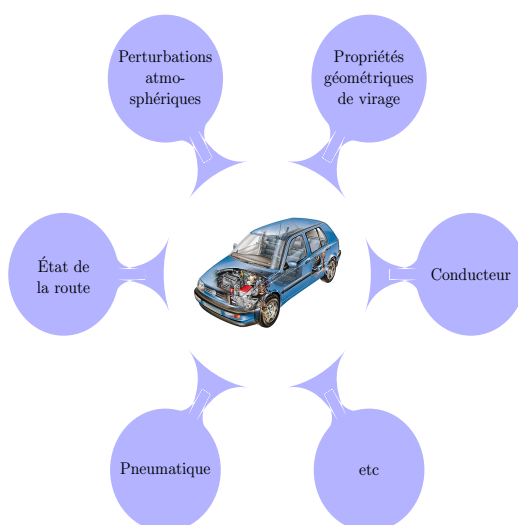 Perturbations
atmo-
sphériques
Propriétés
géométriques
de virage
État de
la route
Conducteur
Pneumatique
etc